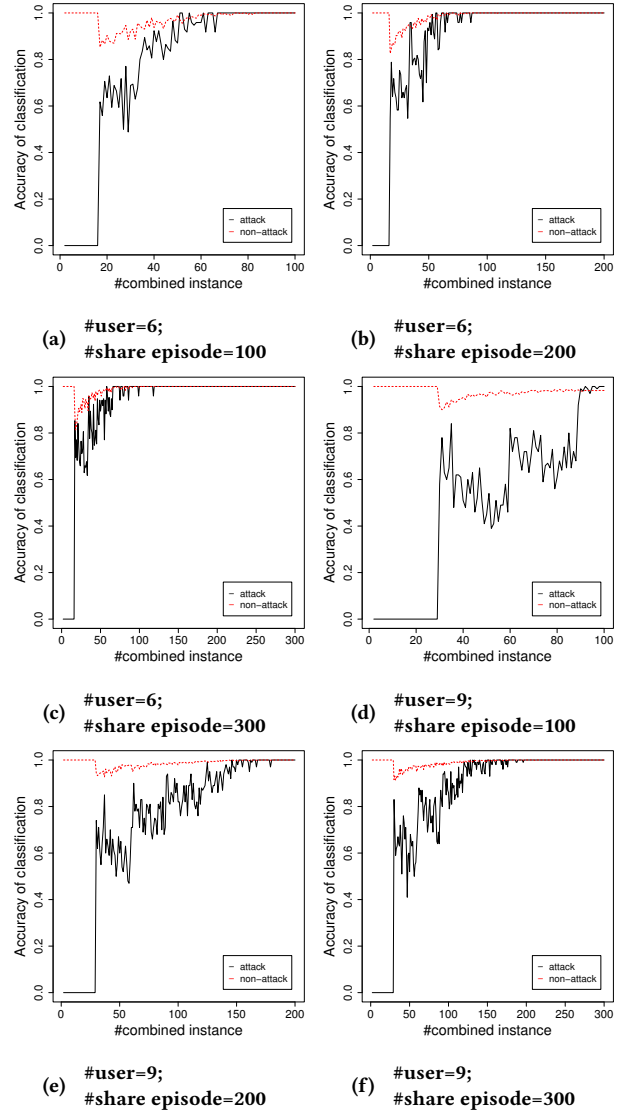 Accuracy of classification
1.0
0.8
0.6
0.4
0.2
0.0
attack
non−attack
0 20 40 60 80 100
#combined instance
(a) #user=6;
#share episode=100
Accuracy of classification
1.0
0.8
0.6
0.4
0.2
0.0
attack
non−attack
0 50 100 150 200
#combined instance
(b) #user=6;
#share episode=200
Accuracy of classification
1.0
0.8
0.6
0.4
0.2
0.0
attack
non−attack
0 50 100 150 200 250 300
#combined instance
(c) #user=6;
#share episode=300
Accuracy of classification
1.0
0.8
0.6
0.4
0.2
0.0
attack
non−attack
20 40 60 80 100
#combined instance
(d) #user=9;
#share episode=100
Accuracy of classification
1.0
0.8
0.6
0.4
0.2
0.0
attack
non−attack
0 50 100 150 200
#combined instance
(e) #user=9;
#share episode=200
Accuracy of classification
1.0
0.8
0.6
0.4
0.2
0.0
attack
non−attack
0 50 100 150 200 250 300
#combined instance
(f) #user=9;
#share episode=300